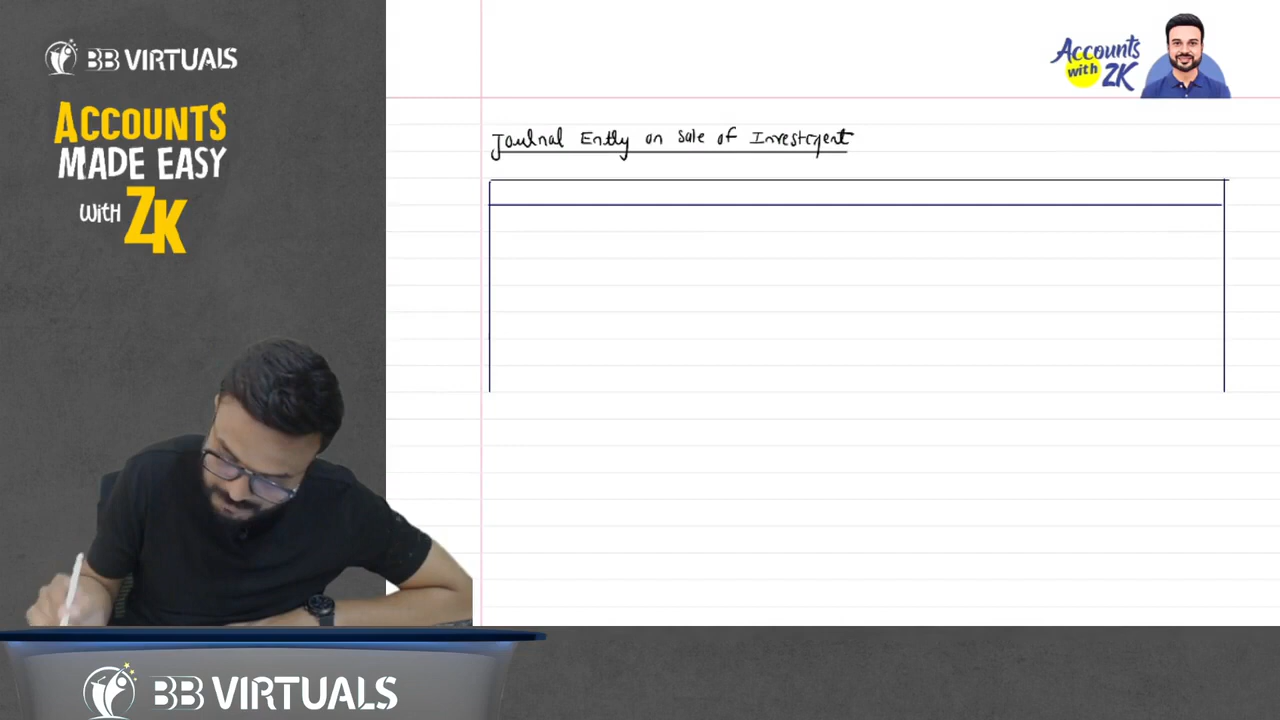 BB VIRTUALS
ACCOUNTS
MADE EASY
with ZK
Accounts
with ZK
Journal Entry on Sale of Investment
BB VIRTUALS